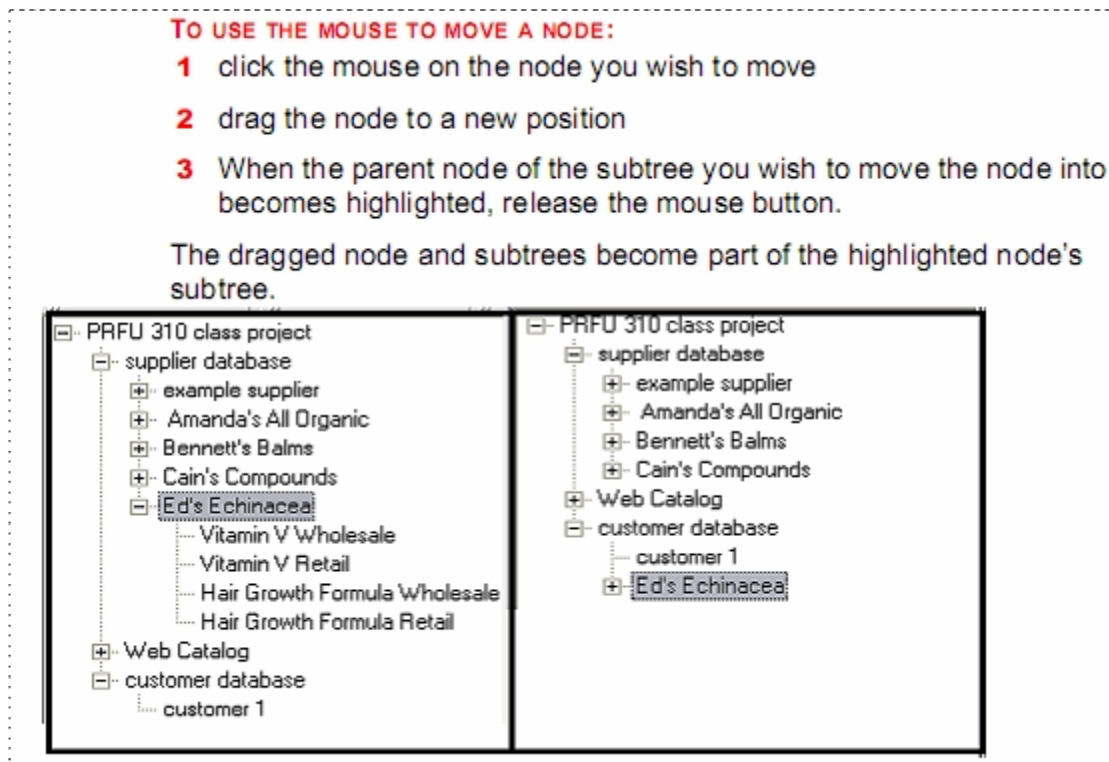 TO USE THE MOUSE TO MOVE A NODE:
1 click the mouse on the node you wish to move
2 drag the node to a new position
3 When the parent node of the subtree you wish to move the node into
becomes highlighted, release the mouse button.
The dragged node and subtrees become part of the highlighted node's
subtree.
PRFU 310 class project
supplier database
example supplier
Amanda's All Organic
Bennett's Balms
Cain's Compounds
Ed's Echinacea
Vitamin V Wholesale
Vitamin V Retail
Hair Growth Formula Wholesale
Hair Growth Formula Retail
Web Catalog
customer database
customer 1
PRFU 310 class project
supplier database
example supplier
Amanda's All Organic
Bennett's Balms
Cain's Compounds
Web Catalog
customer database
customer 1
Ed's Echinacea